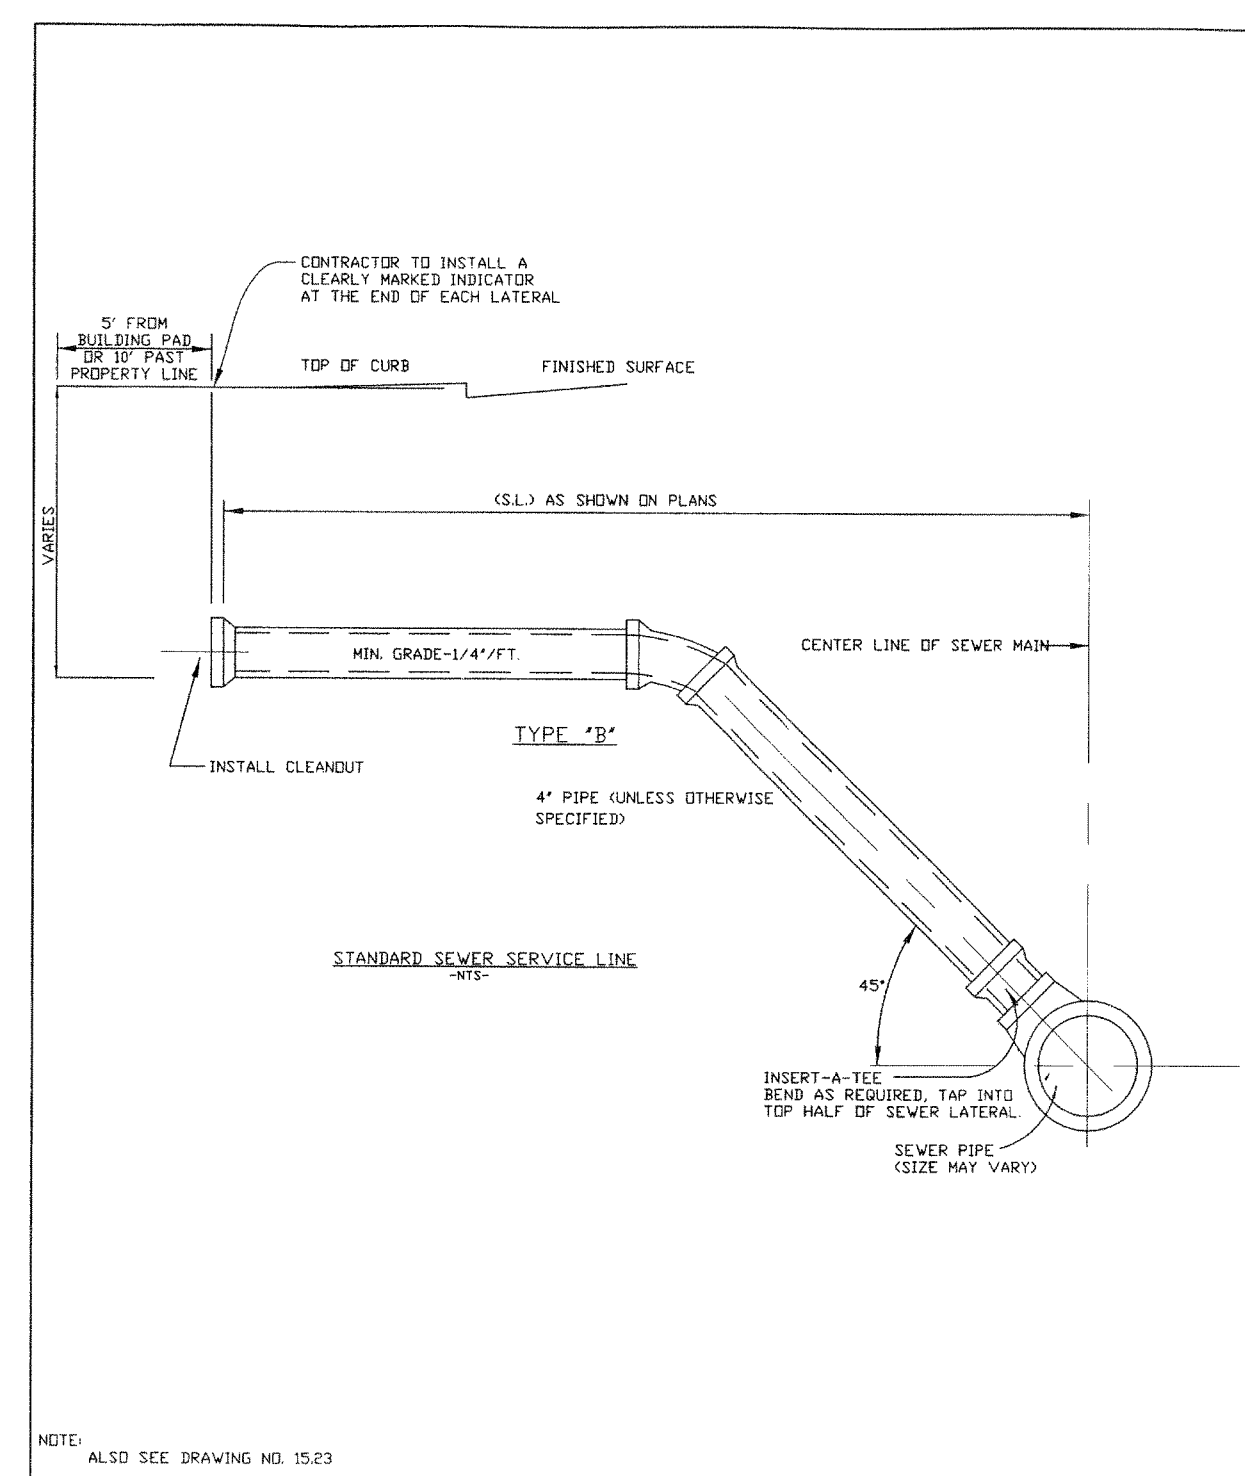 CONTRACTOR TO INSTALL A
CLEARLY MARKED INDICATOR
AT THE END OF EACH LATERAL
5' FROM
BUILDING PAD
OR 10' PAST
PROPERTY LINE
TOP OF CURB
FINISHED SURFACE
(S.L.) AS SHOWN ON PLANS
VARIES
MIN. GRADE-1/4"/FT.
CENTER LINE OF SEWER MAIN
TYPE "B"
INSTALL CLEANOUT
4" PIPE (UNLESS OTHERWISE
SPECIFIED)
STANDARD SEWER SERVICE LINE
-NTS-
45°
INSERT-A-TEE
BEND AS REQUIRED, TAP INTO
TOP HALF OF SEWER LATERAL.
SEWER PIPE
(SIZE MAY VARY)
NOTE:
ALSO SEE DRAWING NO. 15.23